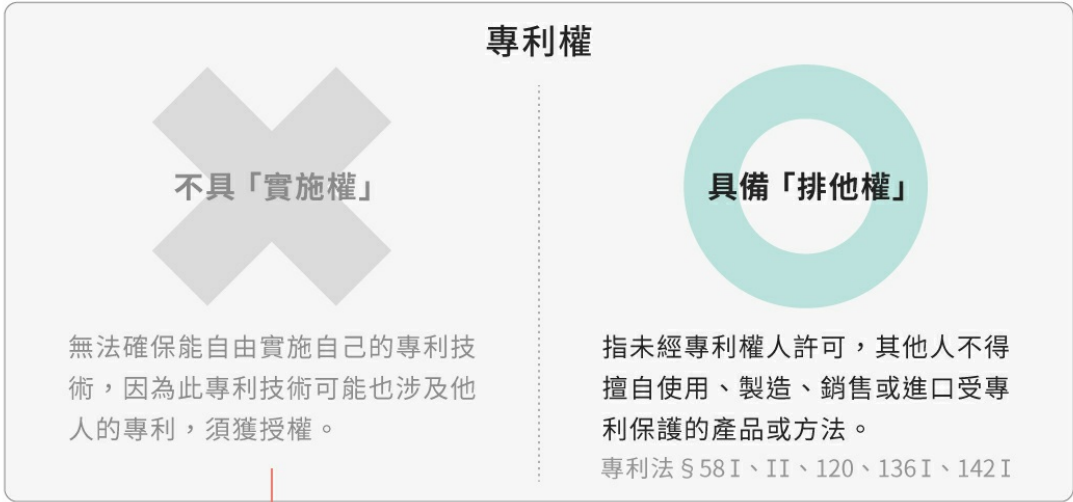 專利權
不具「實施權」
無法確保能自由實施自己的專利技
術，因為此專利技術可能也涉及他
人的專利，須獲授權。
具備「排他權」
指未經專利權人許可，其他人不得
擅自使用、製造、銷售或進口受專
利保護的產品或方法。
專利法§58I、II、120、136I、142I